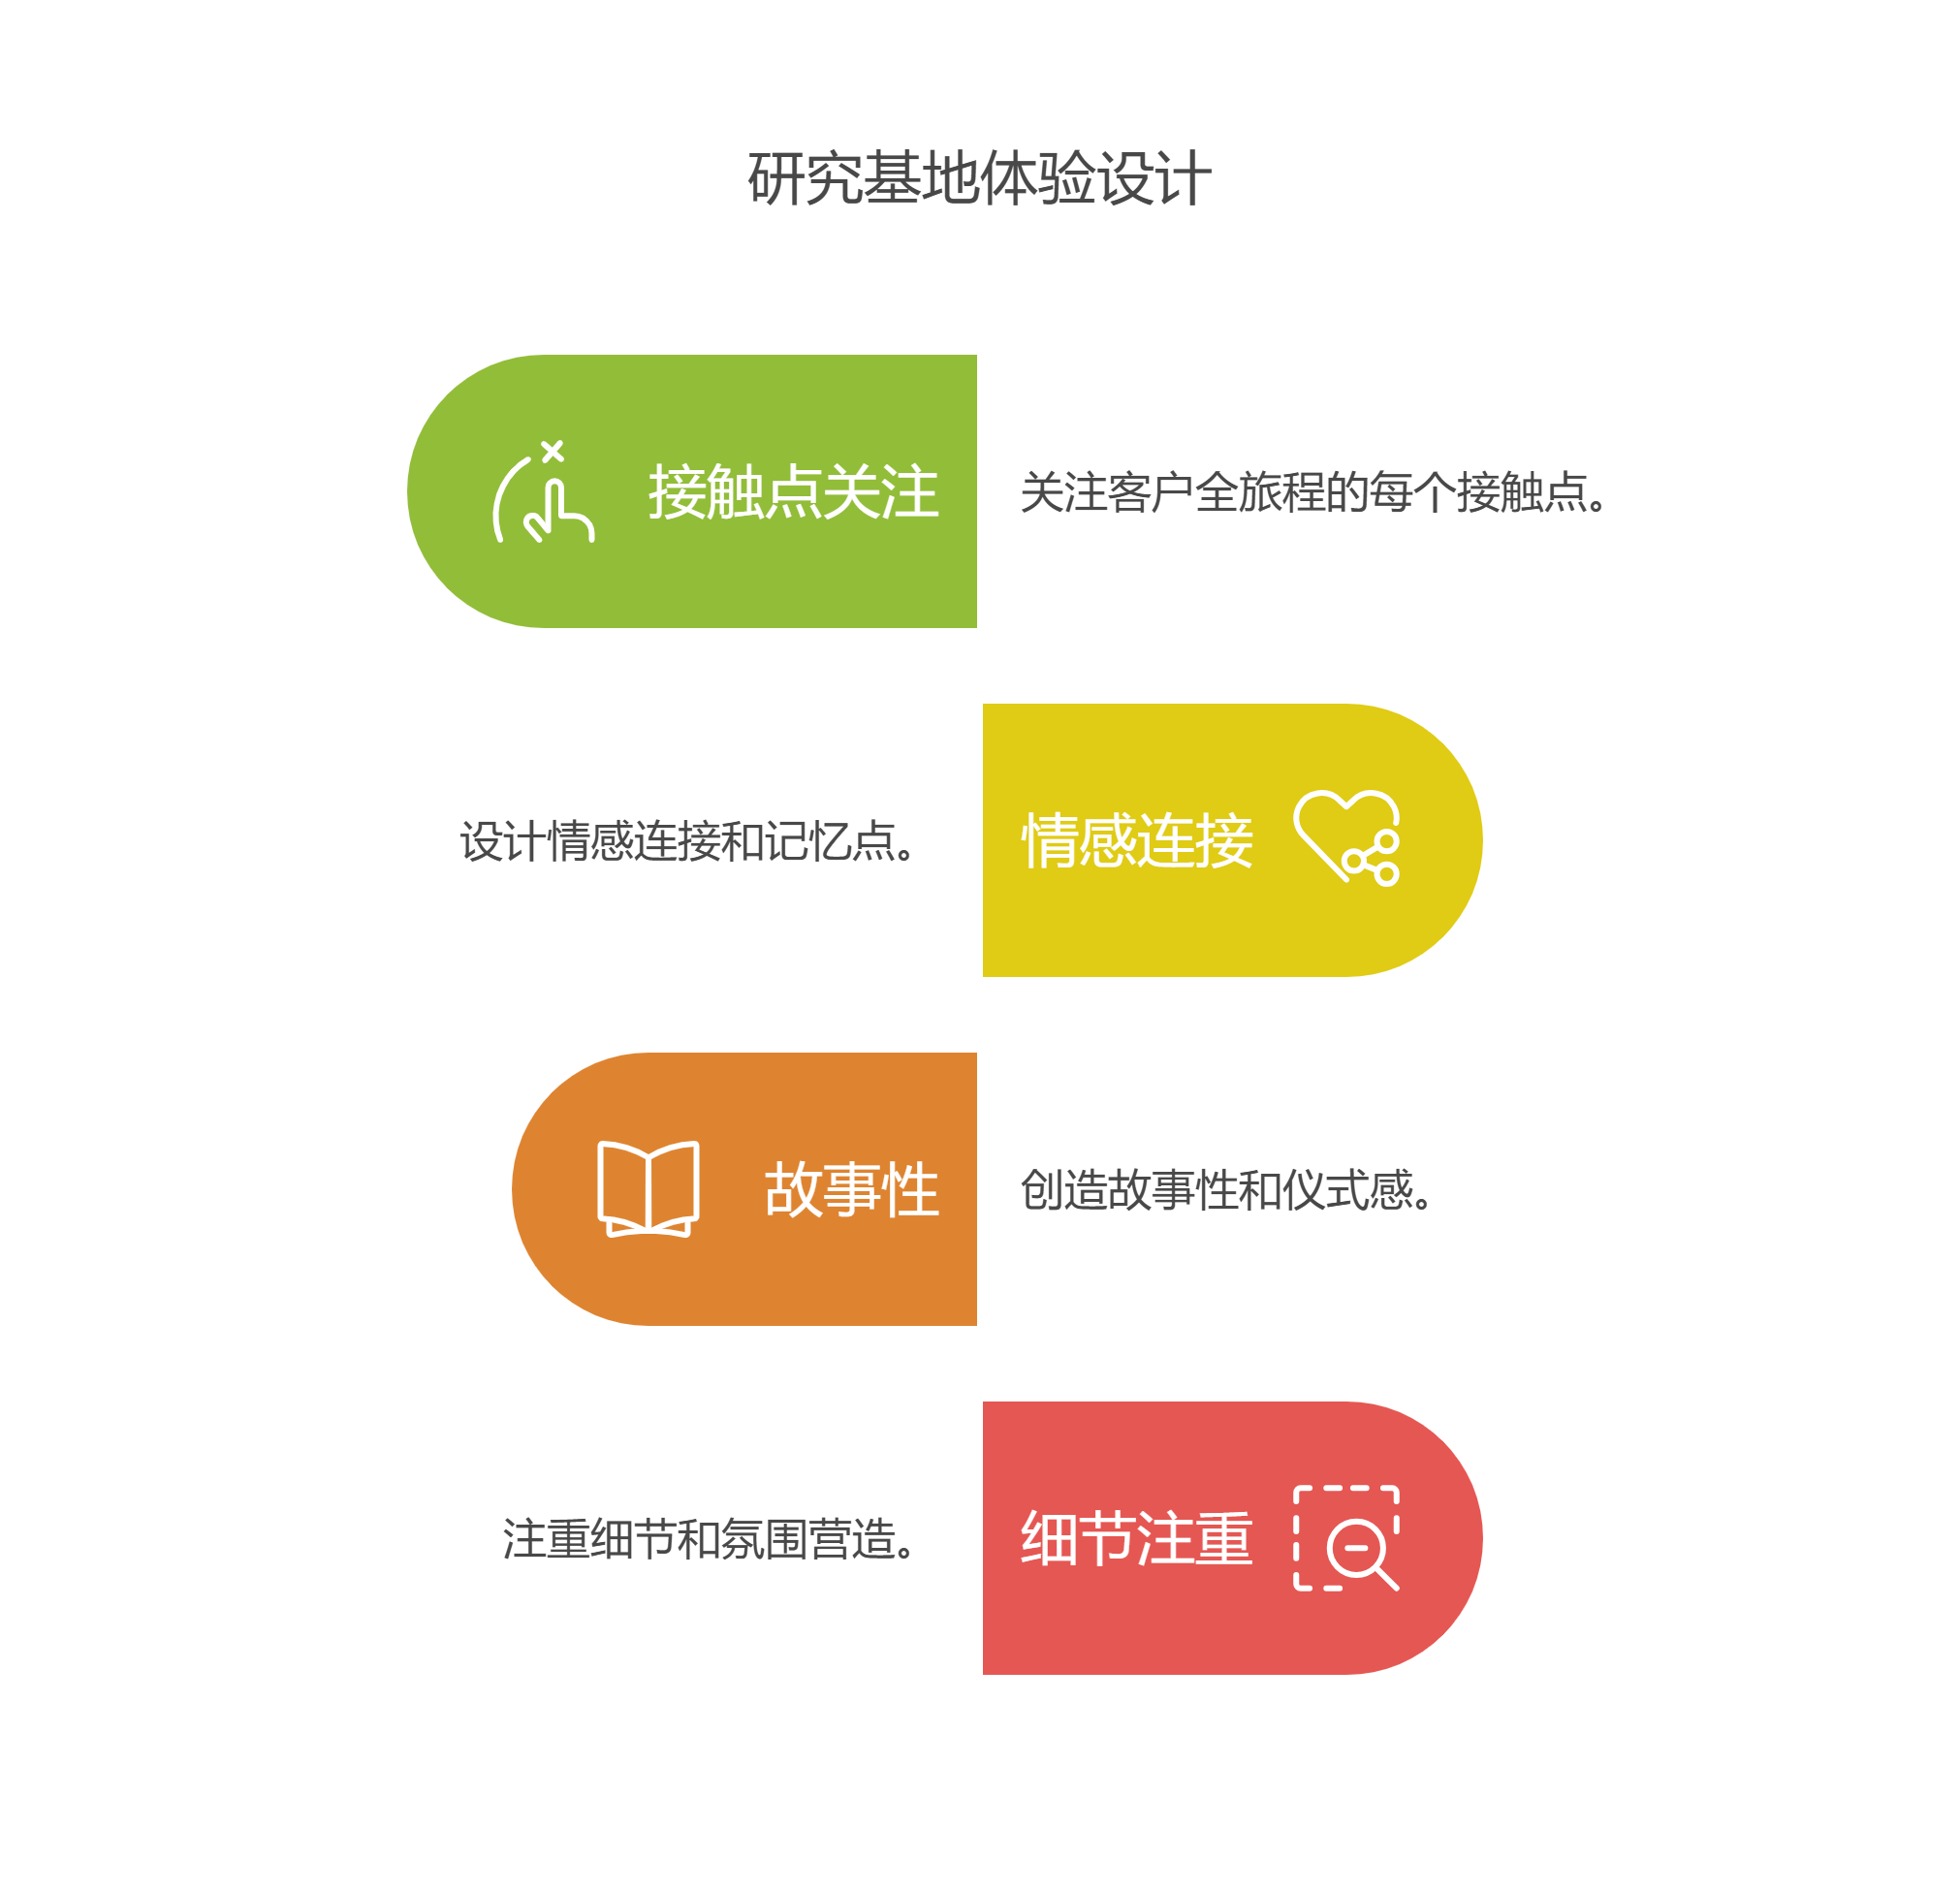 研究基地体验设计
接触点关注
关注客户全旅程的每个接触点。
设计情感连接和记忆点。
情感连接
故事性
创造故事性和仪式感。
注重细节和氛围营造。
细节注重